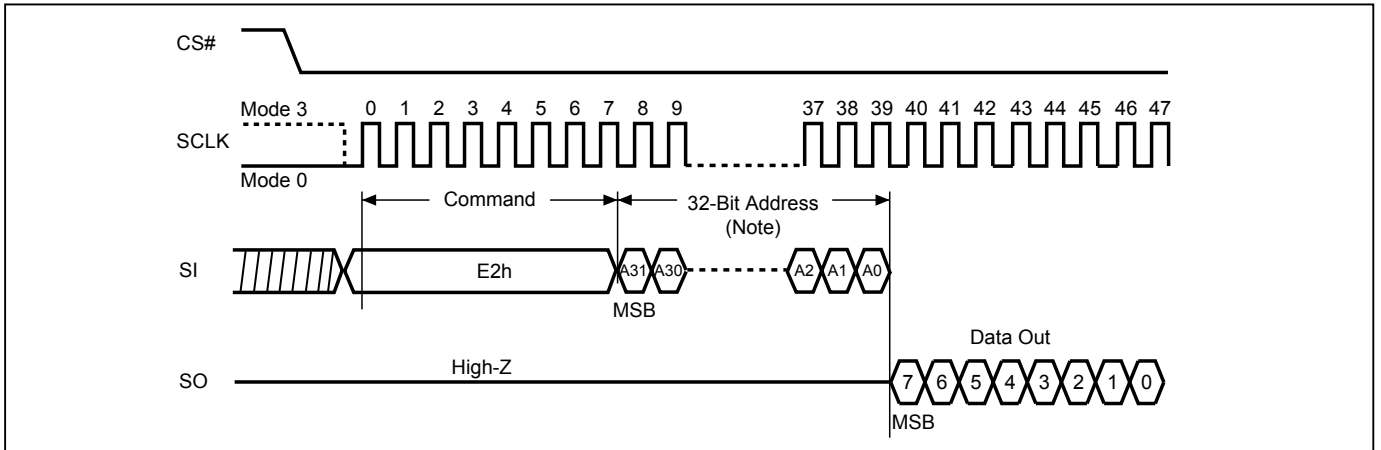 CS#
Mode 3 0 1 2 3 4 5 6 7 8 9 37 38 39 40 41 42 43 44 45 46 47
SCLK
Mode 0
Command 32-Bit Address
(Note)
SI E2h A31 A30 A2 A1 A0
MSB
Data Out
High-Z
SO 7 6 5 4 3 2 1 0
MSB